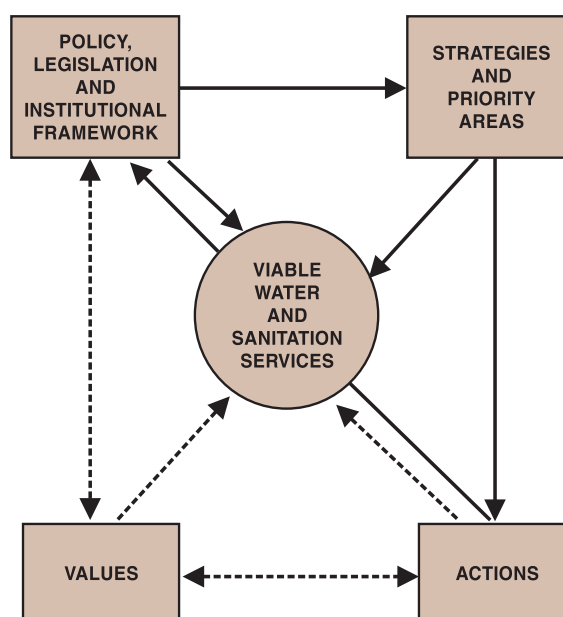 POLICY,
LEGISLATION
AND
INSTITUTIONAL
FRAMEWORK
STRATEGIES
AND
PRIORITY
AREAS
VIABLE
WATER
AND
SANITATION
SERVICES
VALUES
ACTIONS